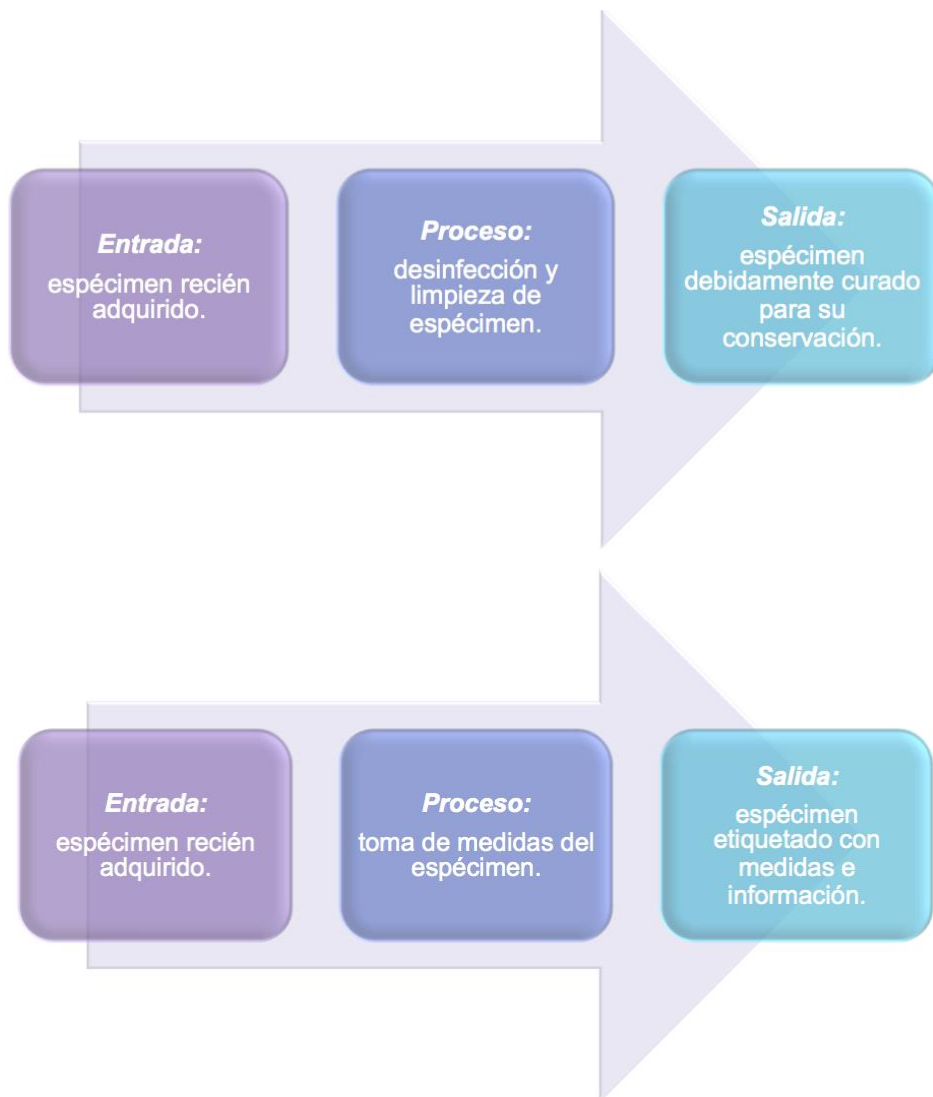 Entrada:
espécimen recién
adquirido.
Proceso:
desinfección y
limpieza de
espécimen.
Salida:
espécimen
debidamente curado
para su
conservación.
Entrada:
espécimen recién
adquirido.
Proceso:
toma de medidas del
espécimen.
Salida:
espécimen
etiquetado con
medidas e
información.